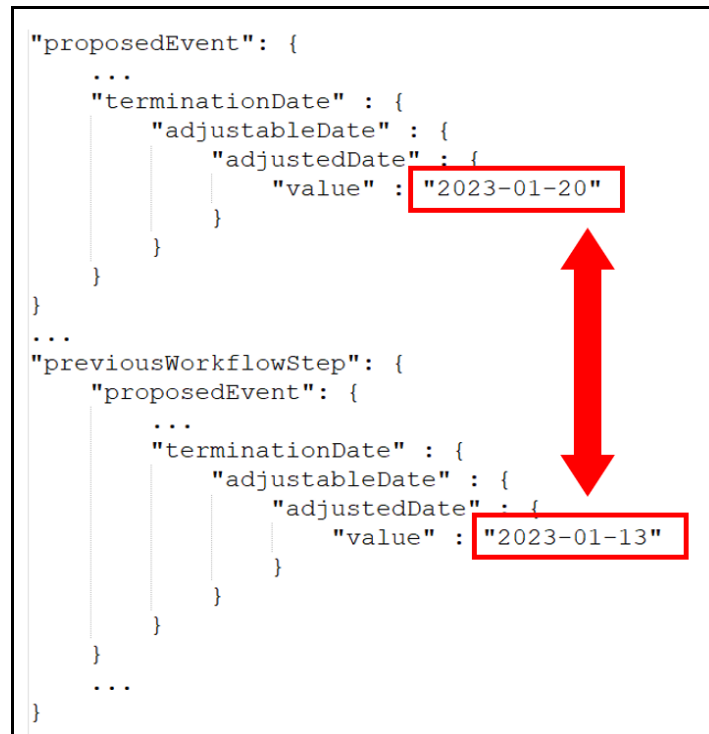 "proposedEvent": {
...
"terminationDate" : {
"adjustableDate" : {
"adjustedDate" : {
"value" : "2023-01-20"
}
}
}
}
...
"previousWorkflowStep": {
"proposedEvent": {
...
"terminationDate" : {
"adjustableDate" : {
"adjustedDate" : {
"value" : "2023-01-13"
}
}
}
}
...
}